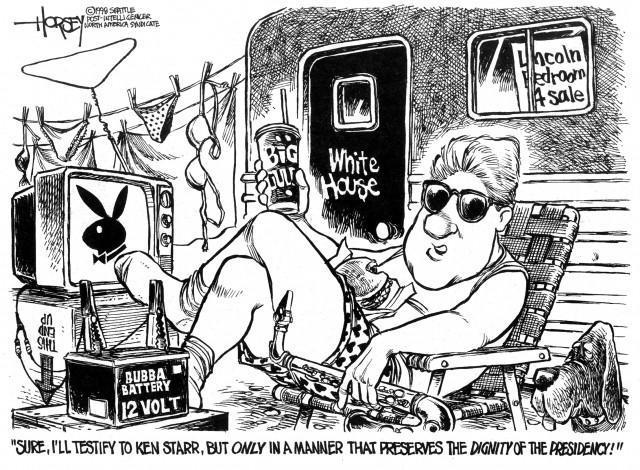 HORSEY
©1998 SEATTLE
POST-INTELLIGENCER
NORTH AMERICA SYNDICATE
Lincoln
Bedroom
4 sale
BIG
GULP
White
House
THIS
END
UP
BUBBA
BATTERY
12 VOLT
"SURE, I'LL TESTIFY TO KEN STARR, BUT ONLY IN A MANNER THAT PRESERVES THE DIGNITY OF THE PRESIDENCY!"